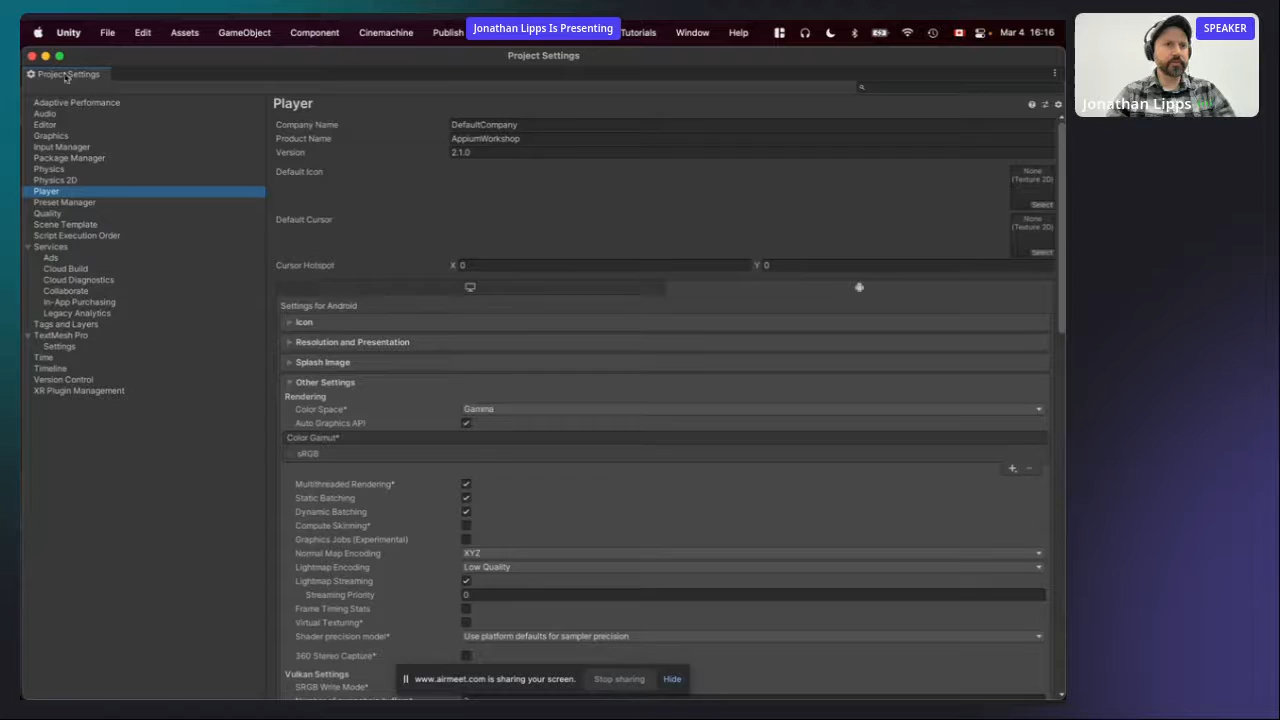 Jonathan Lipps Is Presenting
SPEAKER
Jonathan Lipps
Unity File Edit Assets GameObject Component Cinemachine Publish Tutorials Window Help Mar 4 16:16
Project Settings
Project Settings
Adaptive Performance
Audio
Editor
Graphics
Input Manager
Package Manager
Physics
Physics 2D
Player
Preset Manager
Quality
Scene Template
Script Execution Order
Services
Ads
Cloud Build
Cloud Diagnostics
Collaborate
In-App Purchasing
Legacy Analytics
Tags and Layers
TextMesh Pro
Settings
Time
Timeline
Version Control
XR Plugin Management
Player
Company Name DefaultCompany
Product Name AppiumWorkshop
Version 2.1.0
Default Icon
None
(Texture 2D)
Select
Default Cursor
None
(Texture 2D)
Select
Cursor Hotspot X 0 Y 0
Settings for Android
Icon
Resolution and Presentation
Splash Image
Other Settings
Rendering
Color Space* Gamma
Auto Graphics API
Color Gamut*
sRGB
Multithreaded Rendering*
Static Batching
Dynamic Batching
Compute Skinning*
Graphics Jobs (Experimental)
Normal Map Encoding XYZ
Lightmap Encoding Low Quality
Lightmap Streaming
Streaming Priority 0
Frame Timing Stats
Virtual Texturing*
Shader precision model* Use platform defaults for sampler precision
360 Stereo Capture*
Vulkan Settings
SRGB Write Mode*
www.airmeet.com is sharing your screen. Stop sharing Hide